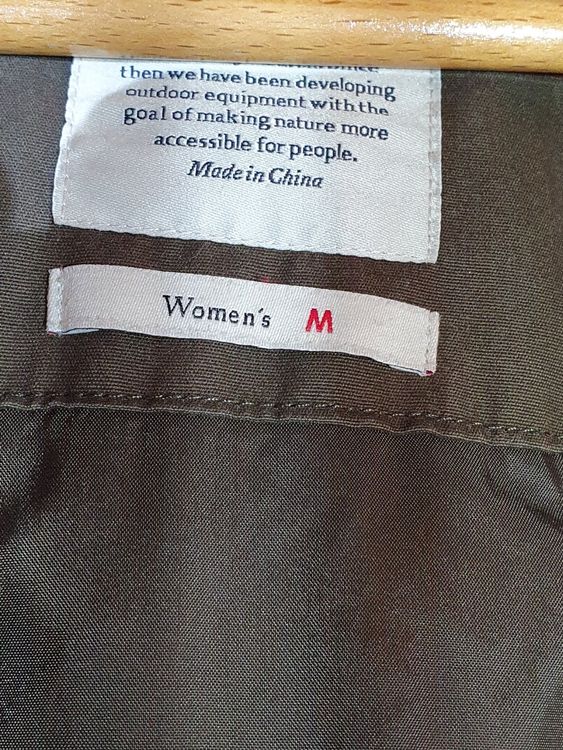 then we have been developing
outdoor equipment with the
goal of making nature more
accessible for people.
Made in China
Women's M